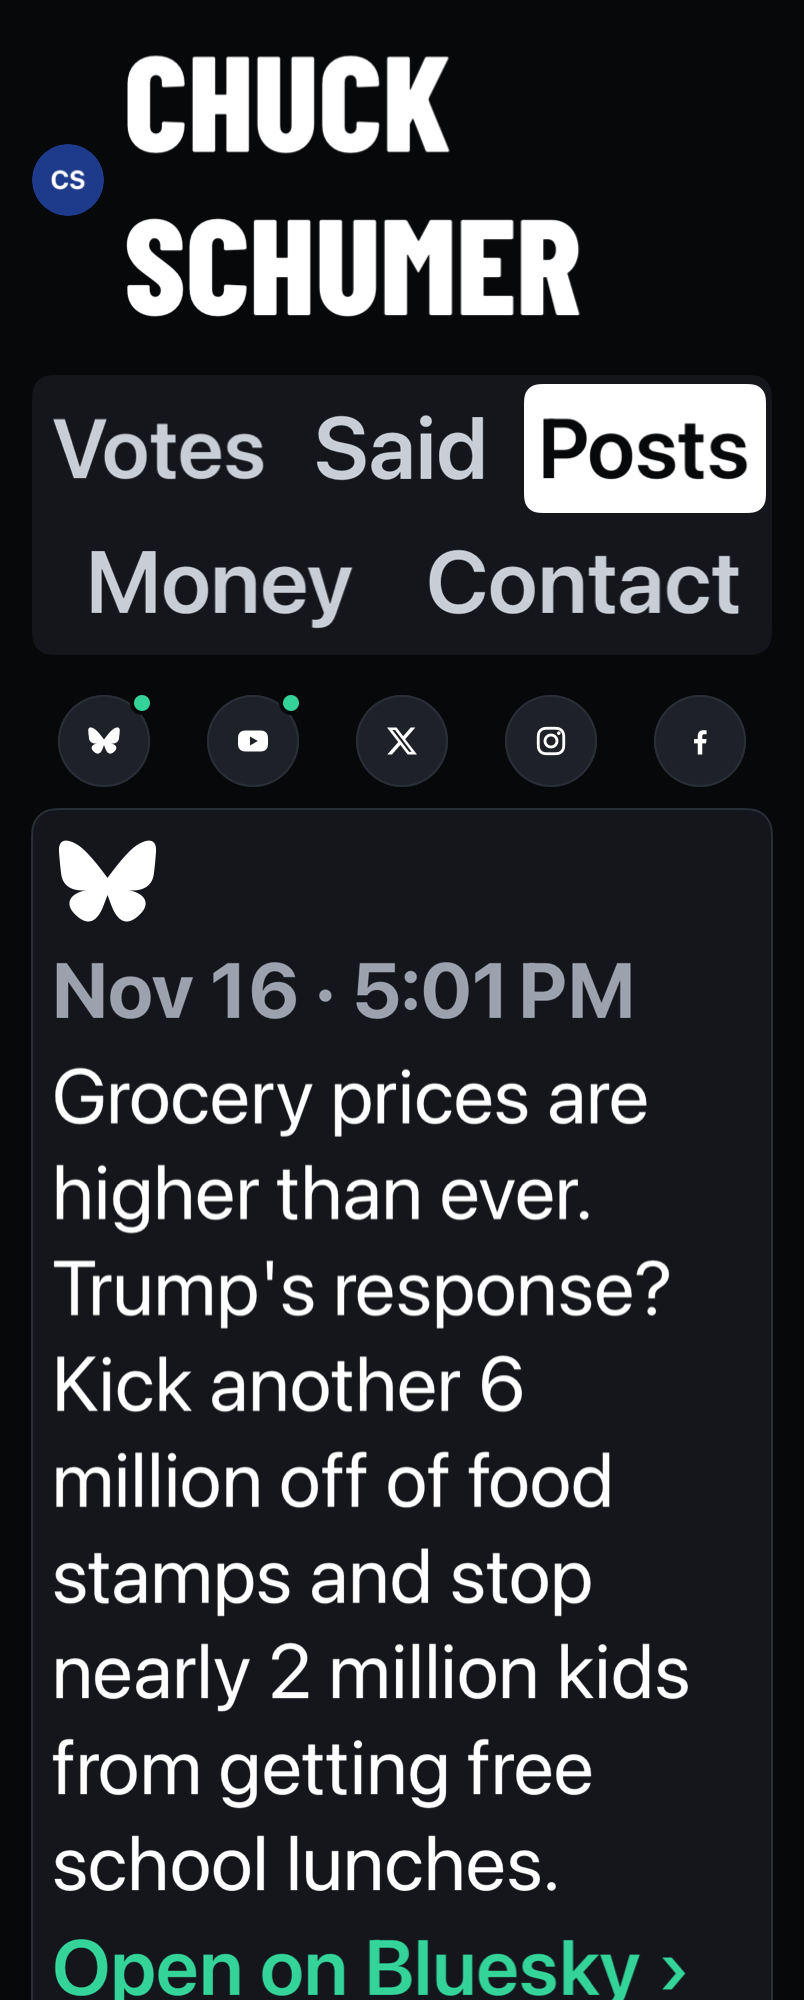 CHUCK
CS
SCHUMER
Votes Said Posts
Money Contact
Nov 16 · 5:01 PM
Grocery prices are
higher than ever.
Trump's response?
Kick another 6
million off of food
stamps and stop
nearly 2 million kids
from getting free
school lunches.
Open on Bluesky ›